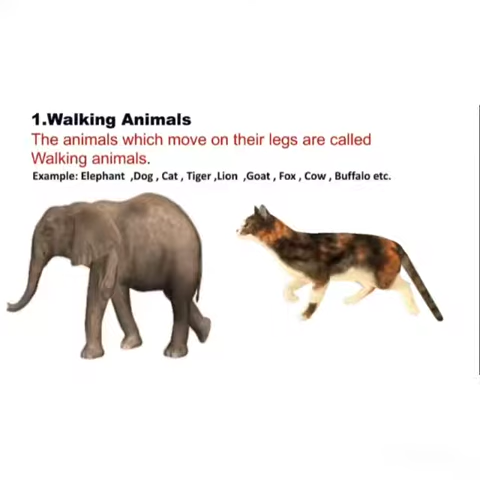 1.Walking Animals
The animals which move on their legs are called
Walking animals.
Example: Elephant ,Dog , Cat , Tiger ,Lion ,Goat , Fox , Cow , Buffalo etc.